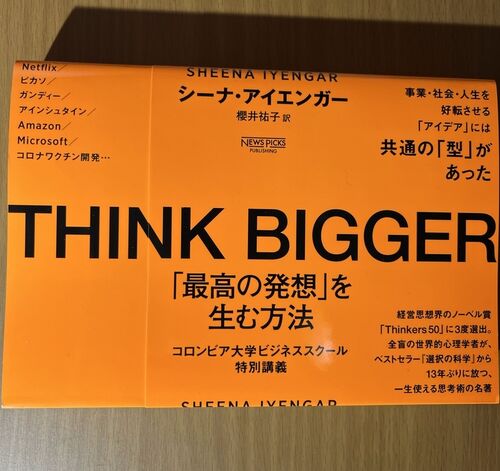 Netflix/
ピカソ/
ガンディー/
アインシュタイン/
Amazon/
Microsoft/
コロナワクチン開発…
SHEENA IYENGAR
シーナ・アイエンガー
櫻井祐子 訳
NEWSPICKS
PUBLISHING
事業・社会・人生を
好転させる
「アイデア」には
共通の「型」が
あった
THINK BIGGER
「最高の発想」を
生む方法
コロンビア大学ビジネススクール
特別講義
経営思想界のノーベル賞
「Thinkers50」に3度選出。
全盲の世界的心理学者が、
ベストセラー『選択の科学』から
13年ぶりに放つ、
一生使える思考術の名著
SHEENA IYENGAR